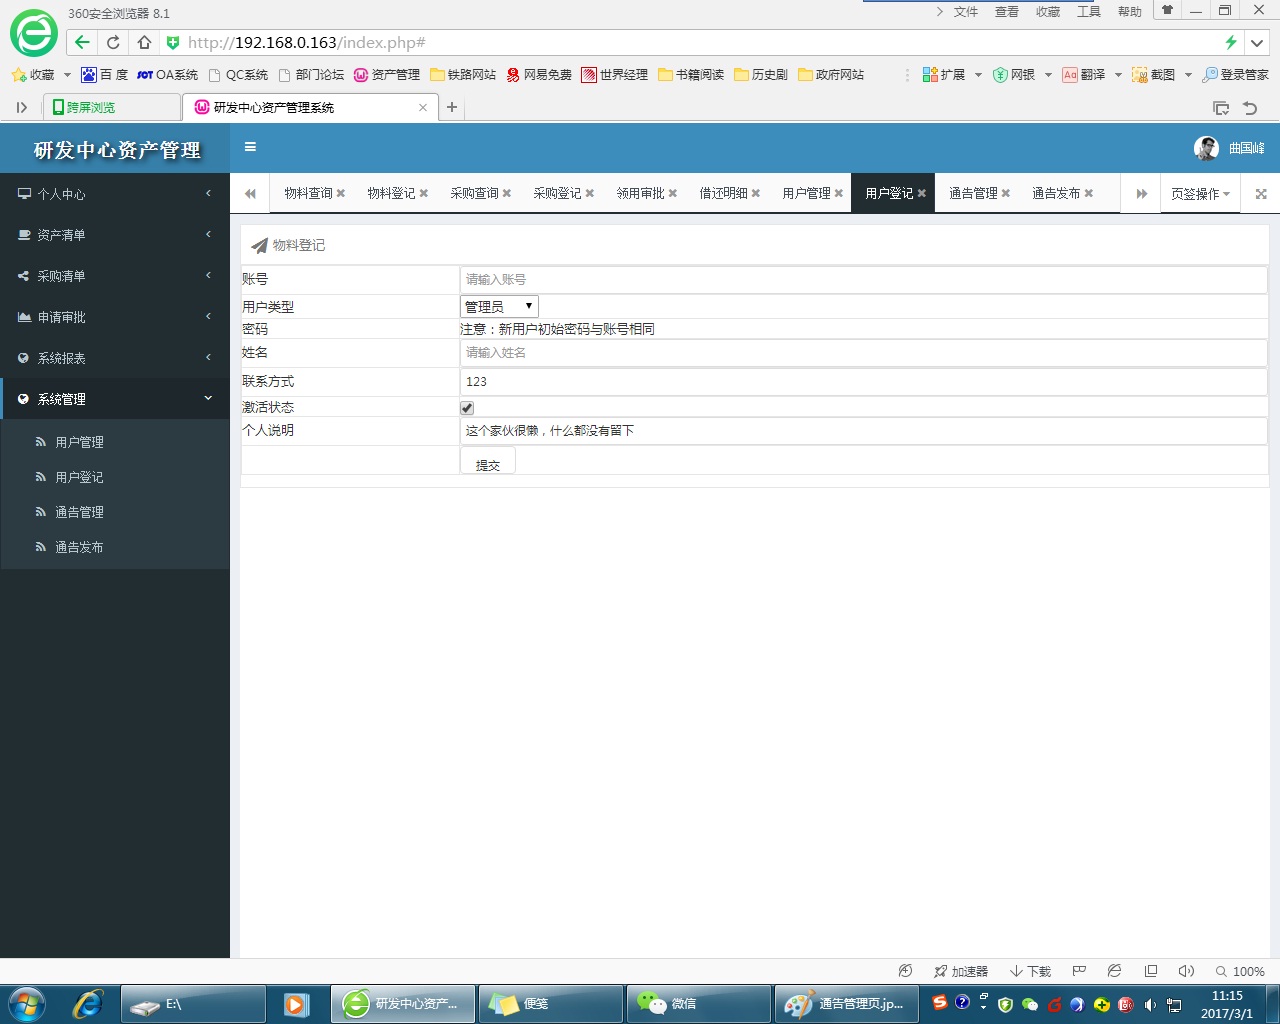 360安全浏览器 8.1
文件 查看 收藏 工具 帮助
http://192.168.0.163/index.php#
收藏 百 度 SOT OA系统 QC系统 部门论坛 资产管理 铁路网站 网易免费 世界经理 书籍阅读 历史剧 政府网站 扩展 网银 Aa 翻译 截图 登录管家
跨屏浏览 研发中心资产管理系统
研发中心资产管理 曲国峰
个人中心
资产清单
采购清单
申请审批
系统报表
系统管理
用户管理
用户登记
通告管理
通告发布
物料查询 物料登记 采购查询 采购登记 领用审批 借还明细 用户管理 用户登记 通告管理 通告发布 页签操作
物料登记
账号 请输入账号
用户类型 管理员
密码 注意：新用户初始密码与账号相同
姓名 请输入姓名
联系方式 123
激活状态
个人说明 这个家伙很懒，什么都没有留下
提交
加速器 下载 100%
E:\ 研发中心资产... 便笺 微信 通告管理页.jp...
11:15
2017/3/1